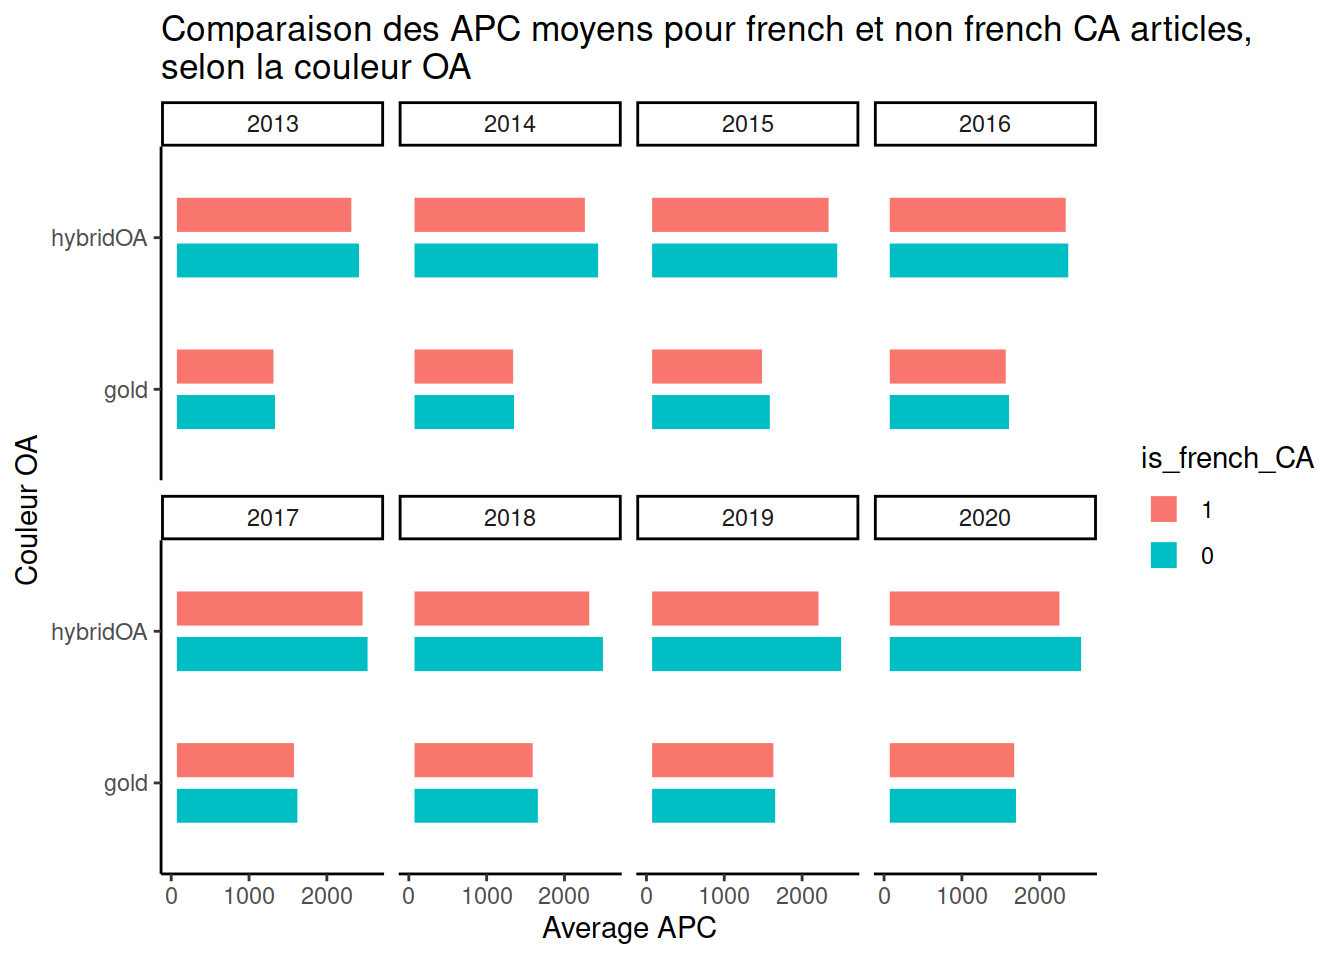 Comparaison des APC moyens pour french et non french CA articles,
selon la couleur OA
2013
2014
2015
2016
hybridOA
gold
2017
2018
2019
2020
hybridOA
gold
0 1000 2000
0 1000 2000
0 1000 2000
0 1000 2000
Average APC
Couleur OA
is_french_CA
1
0